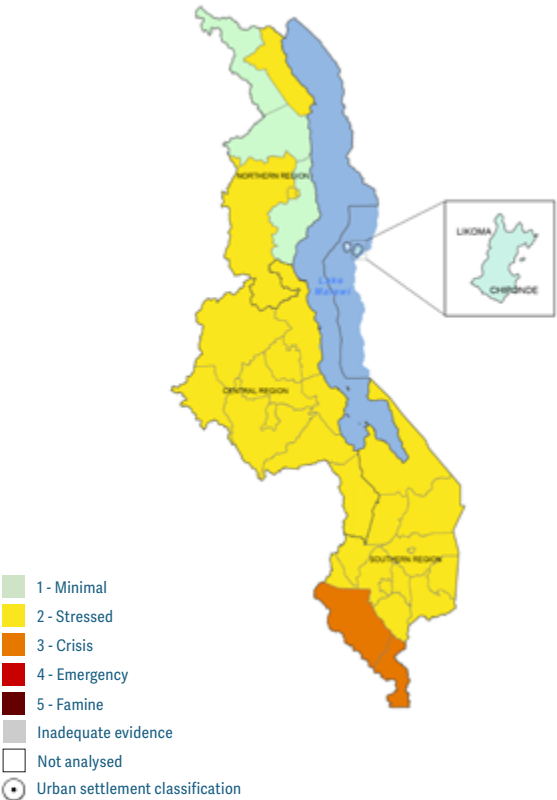 NORTHERN REGION
LIKOMA
Lake
Malawi
CHIPONDE
CENTRAL REGION
SOUTHERN REGION
1 - Minimal
2 - Stressed
3 - Crisis
4 - Emergency
5 - Famine
Inadequate evidence
Not analysed
Urban settlement classification